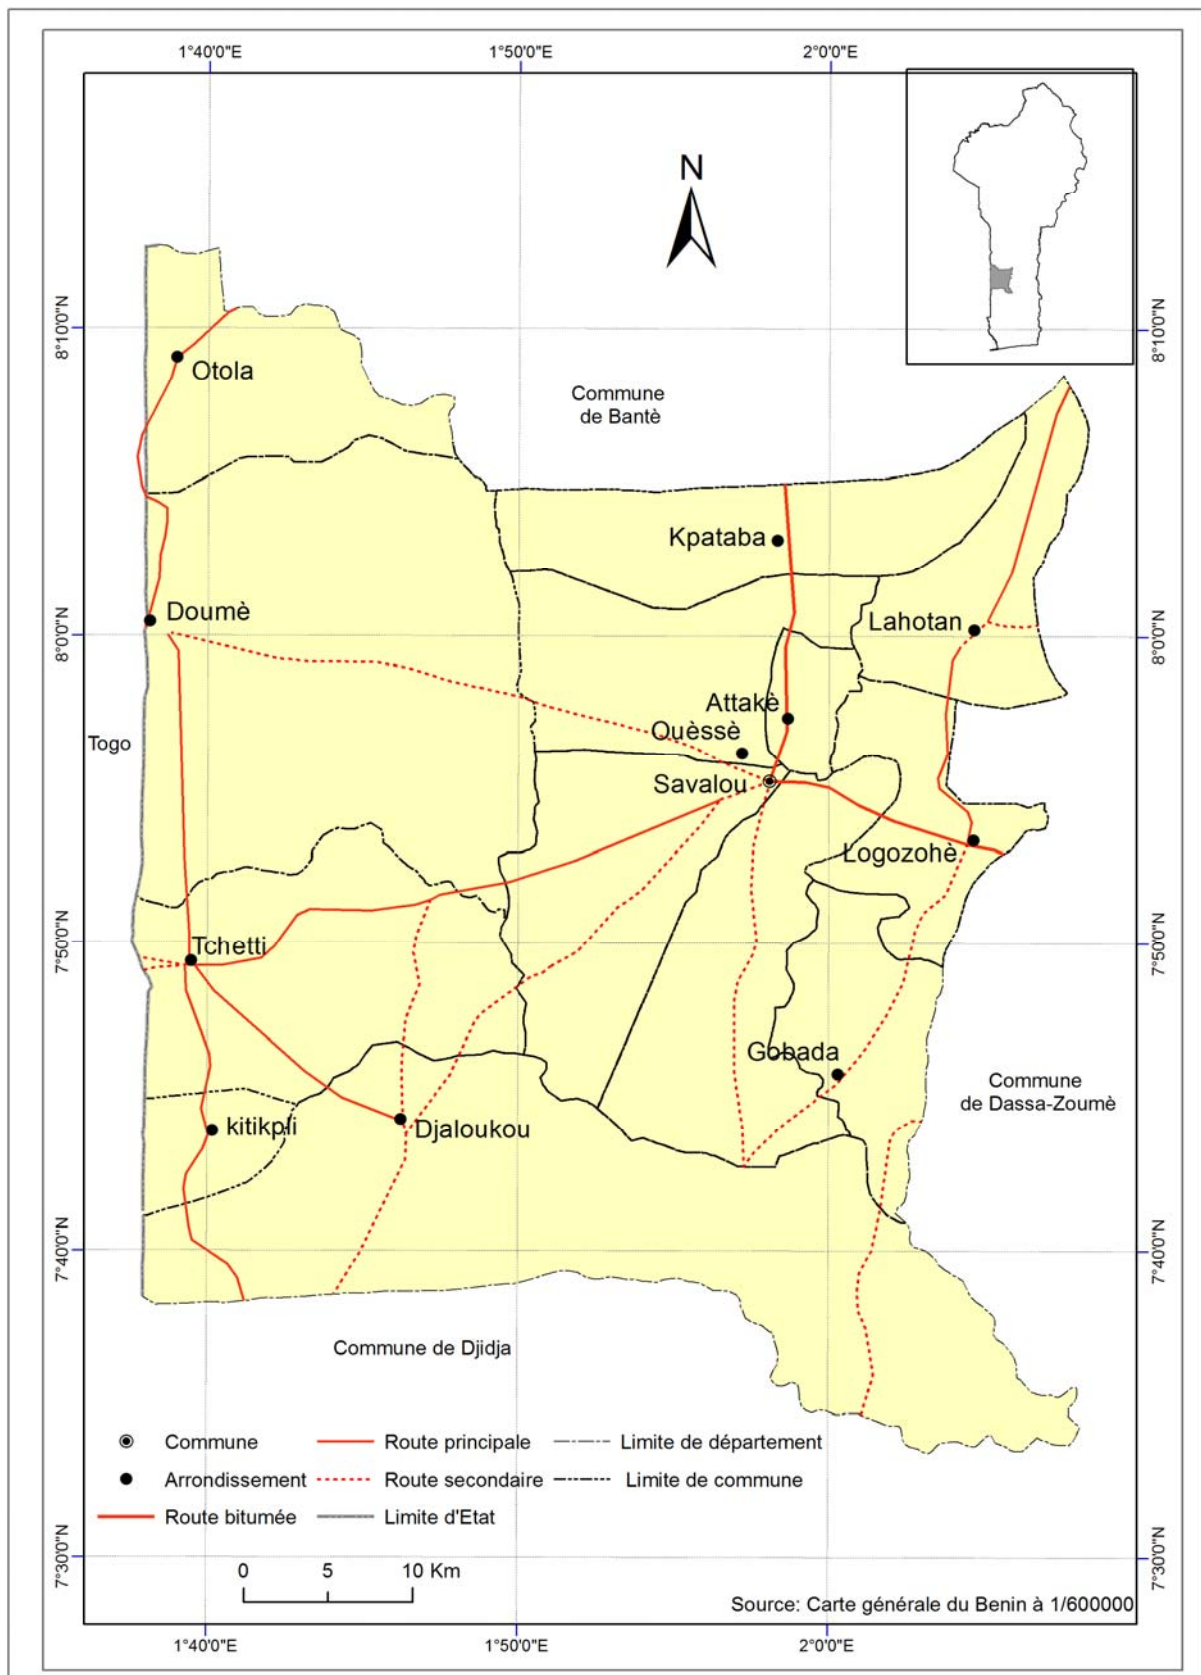 1°40'0"E
1°50'0"E
2°0'0"E
N
8°10'0"N
8°10'0"N
Otola
Commune
de Bantè
Kpataba
Doumè
Lahotan
8°0'0"N
8°0'0"N
Attakè
Ouèssè
Togo
Savalou
Logozohè
Tchetti
7°50'0"N
7°50'0"N
Gobada
Commune
de Dassa-Zoumè
kitikpli
Djaloukou
7°40'0"N
7°40'0"N
Commune de Djidja
Commune
Route principale
Limite de département
Arrondissement
Route secondaire
Limite de commune
Route bitumée
Limite d'Etat
7°30'0"N
7°30'0"N
0 5 10 Km
Source: Carte générale du Benin à 1/600000
1°40'0"E
1°50'0"E
2°0'0"E